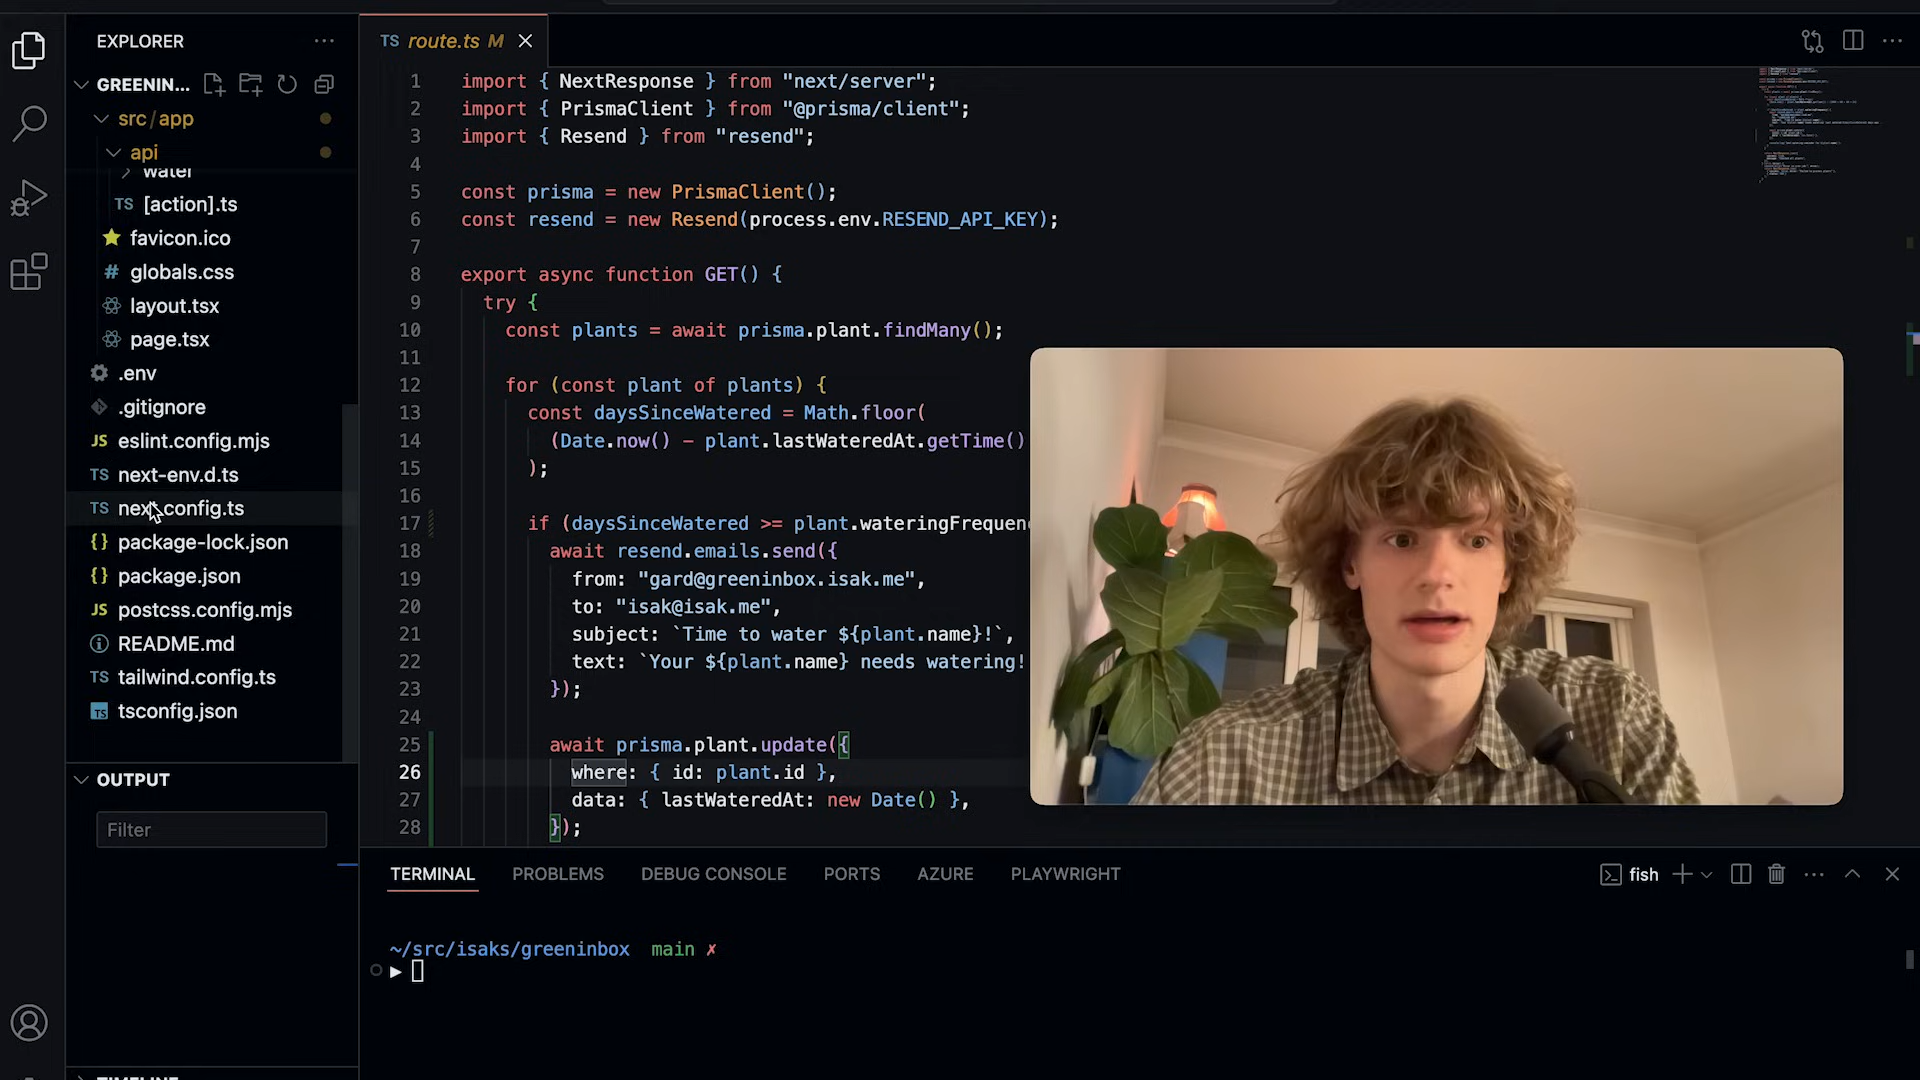 EXPLORER
GREENIN...
src/app
api
water
TS [action].ts
favicon.ico
# globals.css
layout.tsx
page.tsx
.env
.gitignore
JS eslint.config.mjs
TS next-env.d.ts
TS next.config.ts
{} package-lock.json
{} package.json
JS postcss.config.mjs
README.md
TS tailwind.config.ts
TS tsconfig.json
OUTPUT
Filter
TIMELINE
TS route.ts M
1 import { NextResponse } from "next/server";
2 import { PrismaClient } from "@prisma/client";
3 import { Resend } from "resend";
4
5 const prisma = new PrismaClient();
6 const resend = new Resend(process.env.RESEND_API_KEY);
7
8 export async function GET() {
9 try {
10 const plants = await prisma.plant.findMany();
11
12 for (const plant of plants) {
13 const daysSinceWatered = Math.floor(
14 (Date.now() - plant.lastWateredAt.getTime()
15 );
16
17 if (daysSinceWatered >= plant.wateringFrequen
18 await resend.emails.send({
19 from: "gard@greeninbox.isak.me",
20 to: "isak@isak.me",
21 subject: `Time to water ${plant.name}!`,
22 text: `Your ${plant.name} needs watering!
23 });
24
25 await prisma.plant.update({
26 where: { id: plant.id },
27 data: { lastWateredAt: new Date() },
28 });
TERMINAL PROBLEMS DEBUG CONSOLE PORTS AZURE PLAYWRIGHT
fish
~/src/isaks/greeninbox main ✗